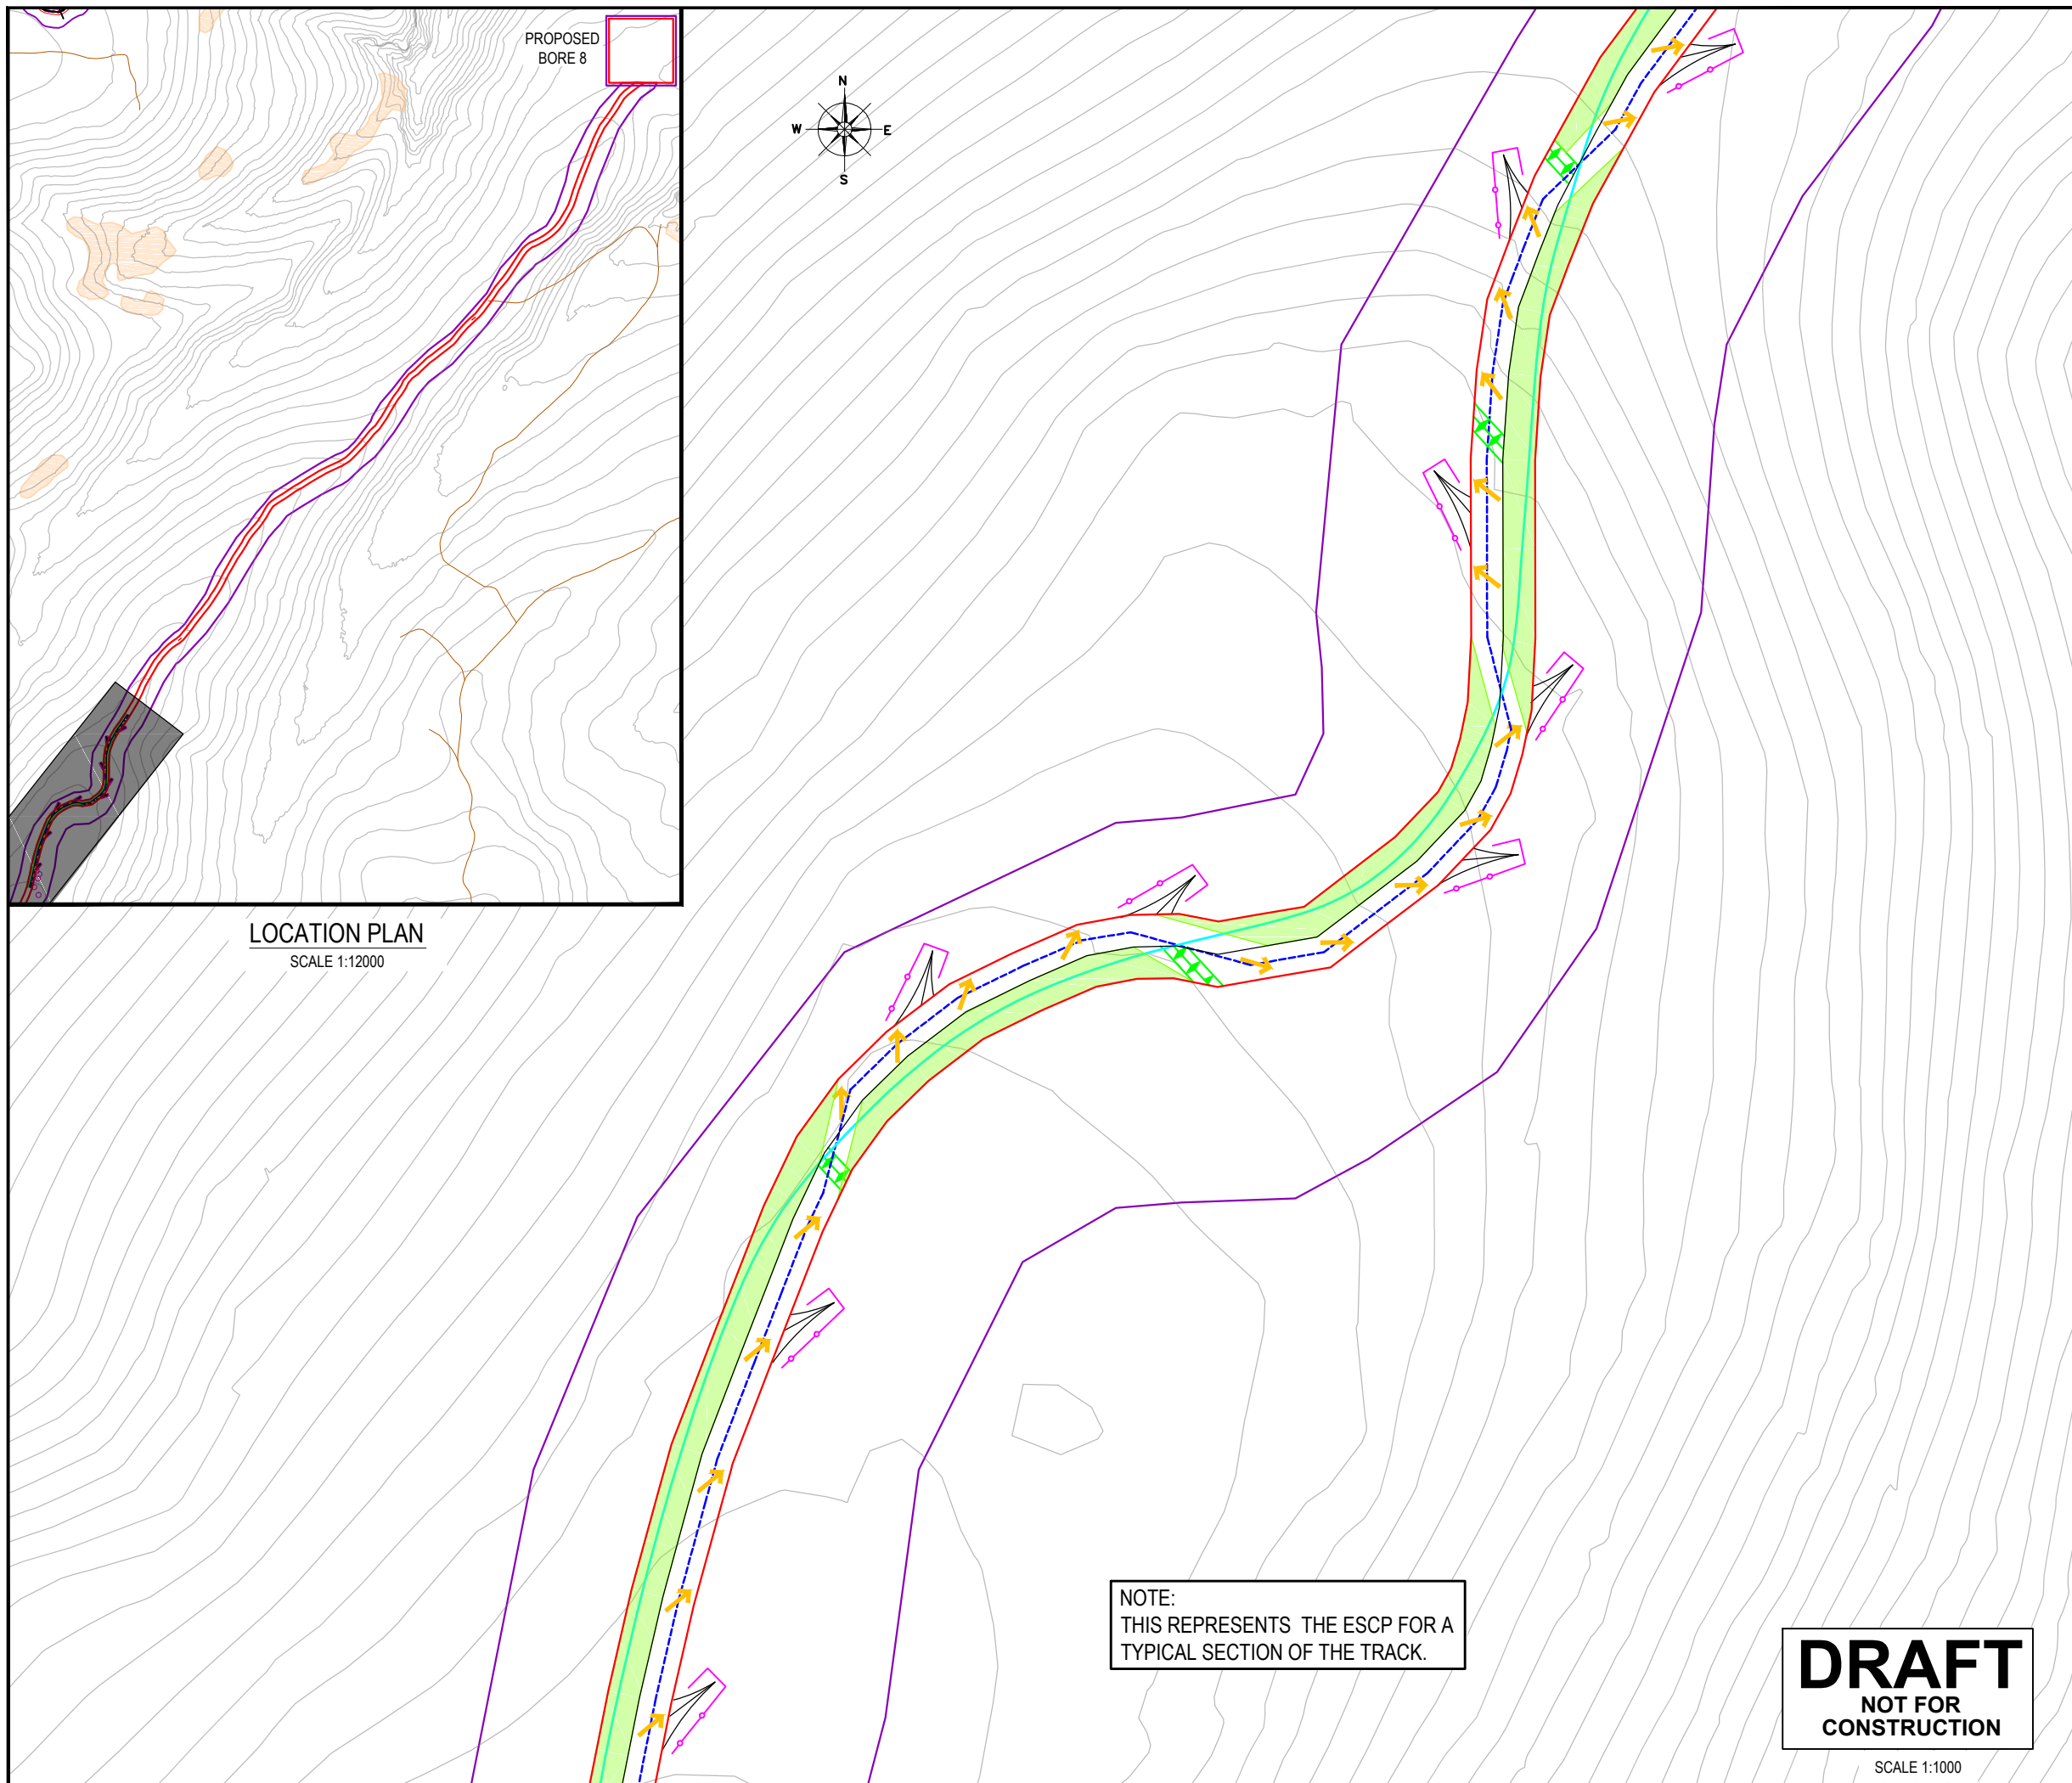 PROPOSED
BORE 8
N
W E
S
LOCATION PLAN
SCALE 1:12000
NOTE:
THIS REPRESENTS THE ESCP FOR A
TYPICAL SECTION OF THE TRACK.
DRAFT
NOT FOR
CONSTRUCTION
SCALE 1:1000